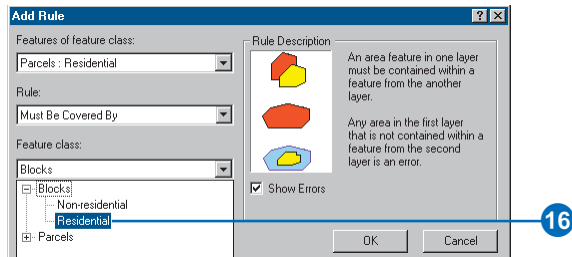 Add Rule
Features of feature class:
Parcels : Residential
Rule:
Must Be Covered By
Feature class:
Blocks
Blocks
Non-residential
Residential
Parcels
Rule Description
An area feature in one layer
must be contained within a
feature from the another
layer.
Any area in the first layer
that is not contained within a
feature from the second
layer is an error.
Show Errors
OK
Cancel
16